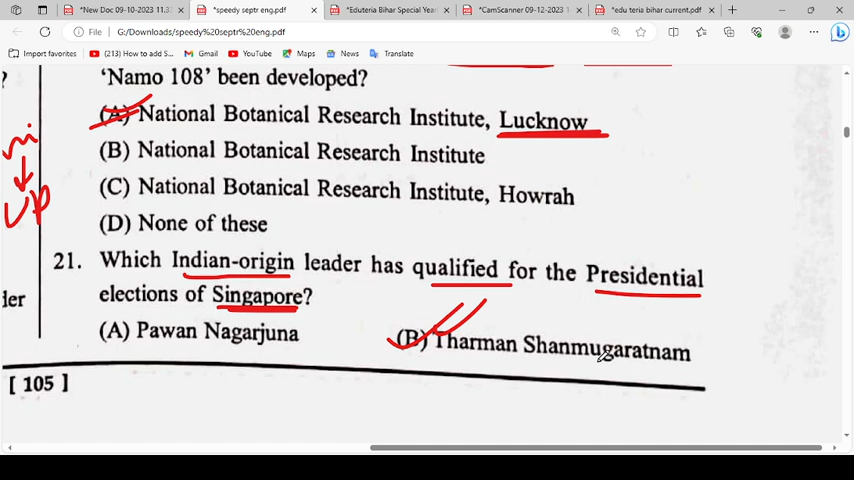 *New Doc 09-10-2023 11.3
*speedy septr eng.pdf
*Eduteria Bihar Special Year
*CamScanner 09-12-2023 1
*edu teria bihar current.pdf
File
G:/Downloads/speedy%20septr%20eng.pdf
Import favorites
(213) How to add S...
Gmail
YouTube
Maps
News
Translate
?
'Namo 108' been developed?
(A) National Botanical Research Institute, Lucknow
(B) National Botanical Research Institute
(C) National Botanical Research Institute, Howrah
(D) None of these
UP
21. Which Indian-origin leader has qualified for the Presidential
elections of Singapore?
der
(A) Pawan Nagarjuna
(B) Tharman Shanmugaratnam
[ 105 ]